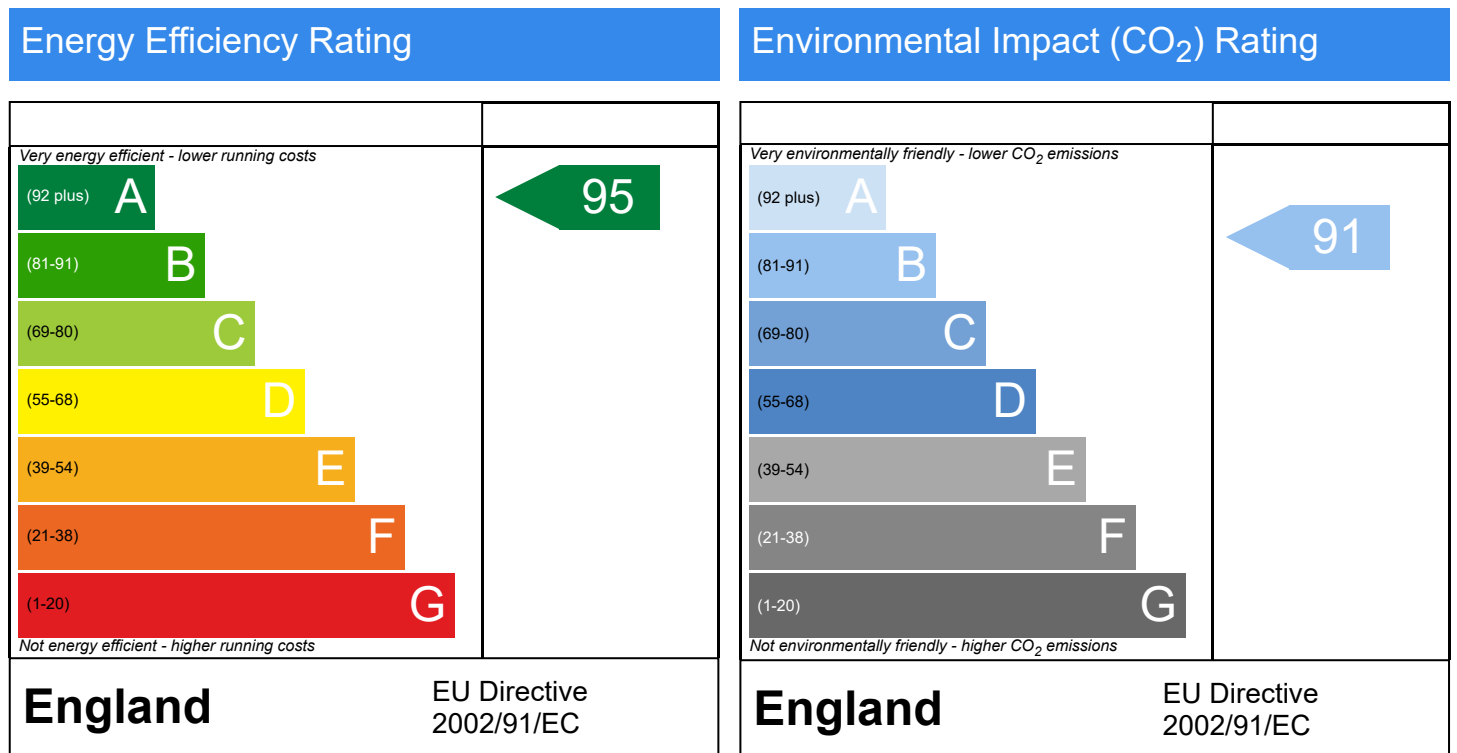 Energy Efficiency Rating
Very energy efficient - lower running costs
(92 plus) A
95
(81-91) B
(69-80) C
(55-68) D
(39-54) E
(21-38) F
(1-20) G
Not energy efficient - higher running costs
England
EU Directive
2002/91/EC
Environmental Impact (CO₂) Rating
Very environmentally friendly - lower CO₂ emissions
(92 plus) A
91
(81-91) B
(69-80) C
(55-68) D
(39-54) E
(21-38) F
(1-20) G
Not environmentally friendly - higher CO₂ emissions
England
EU Directive
2002/91/EC